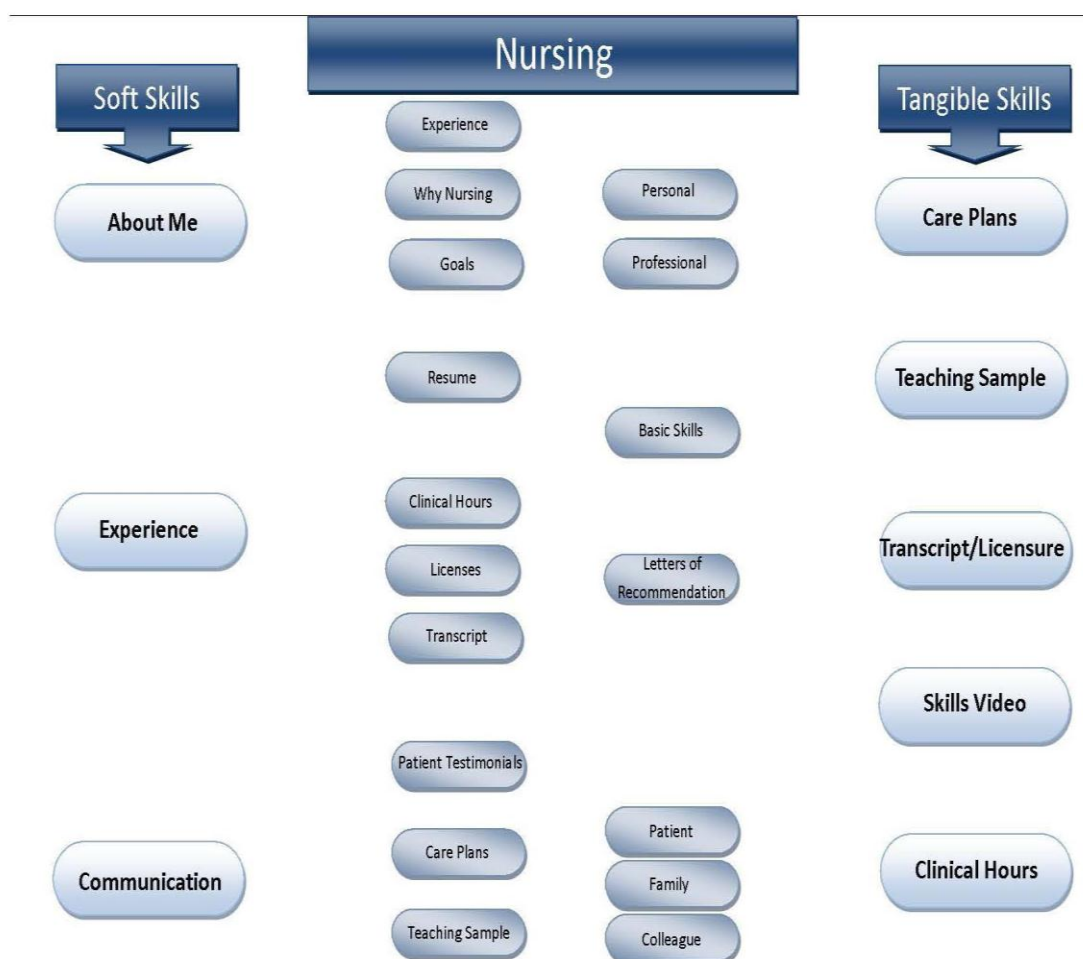 Nursing
Soft Skills
Tangible Skills
Experience
Why Nursing
Personal
About Me
Care Plans
Goals
Professional
Resume
Teaching Sample
Basic Skills
Clinical Hours
Experience
Transcript/Licensure
Licenses
Letters of
Recommendation
Transcript
Skills Video
Patient Testimonials
Patient
Care Plans
Communication
Family
Clinical Hours
Teaching Sample
Colleague